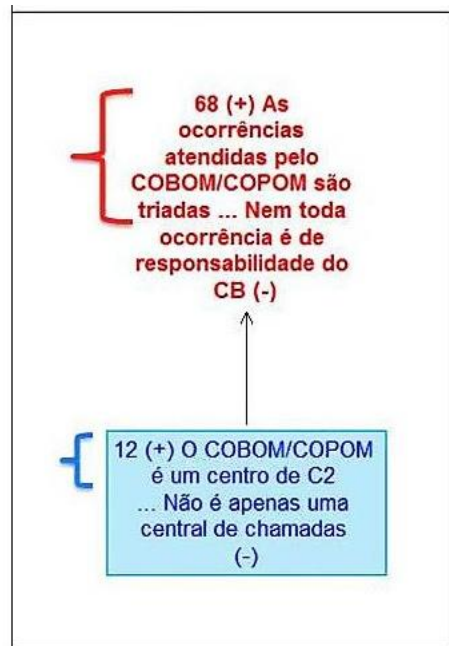 68 (+) As
ocorrências
atendidas pelo
COBOM/COPOM são
triadas ... Nem toda
ocorrência é de
responsabilidade do
CB (-)
12 (+) O COBOM/COPOM
é um centro de C2
... Não é apenas uma
central de chamadas
(-)